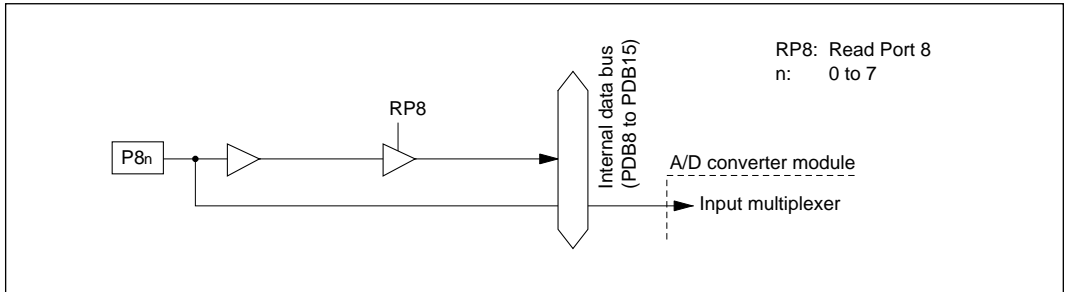 RP8: Read Port 8
n: 0 to 7
Internal data bus
(PDB8 to PDB15)
RP8
P8n
A/D converter module
Input multiplexer